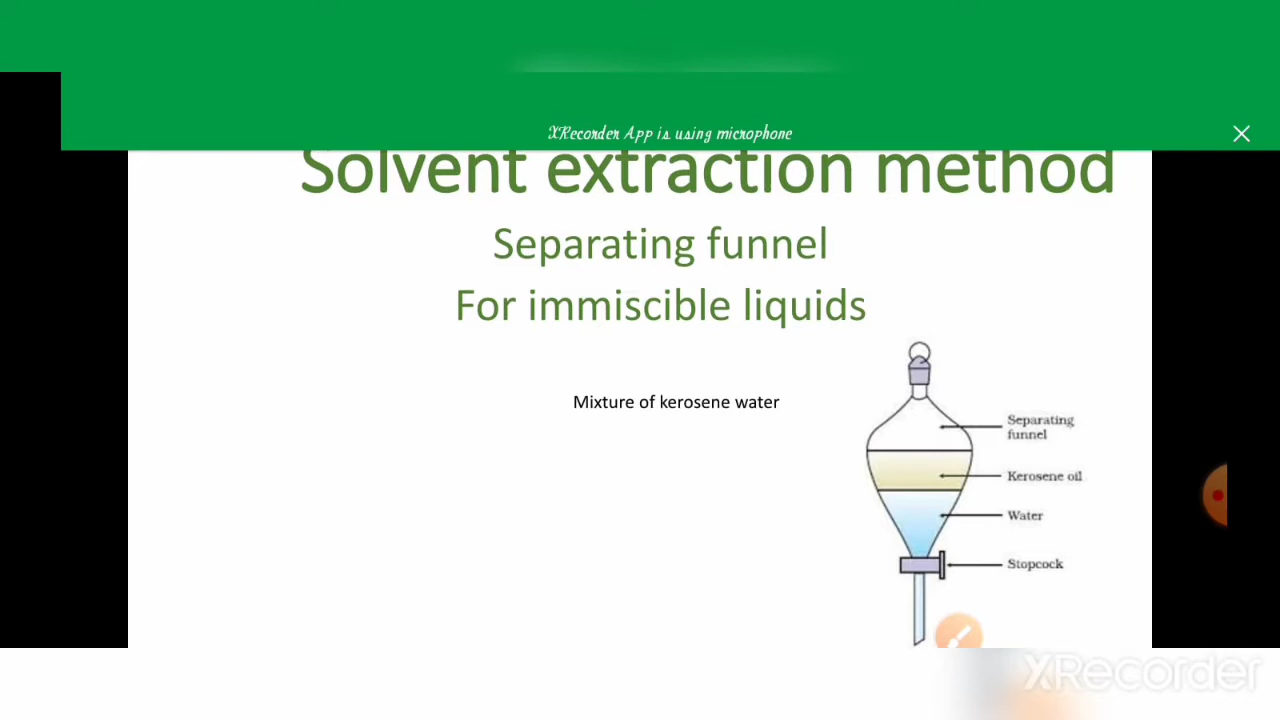 XRecorder App is using microphone
Solvent extraction method
Separating funnel
For immiscible liquids
Mixture of kerosene water
Separating
funnel
Kerosene oil
Water
Stopcock
XRecorder